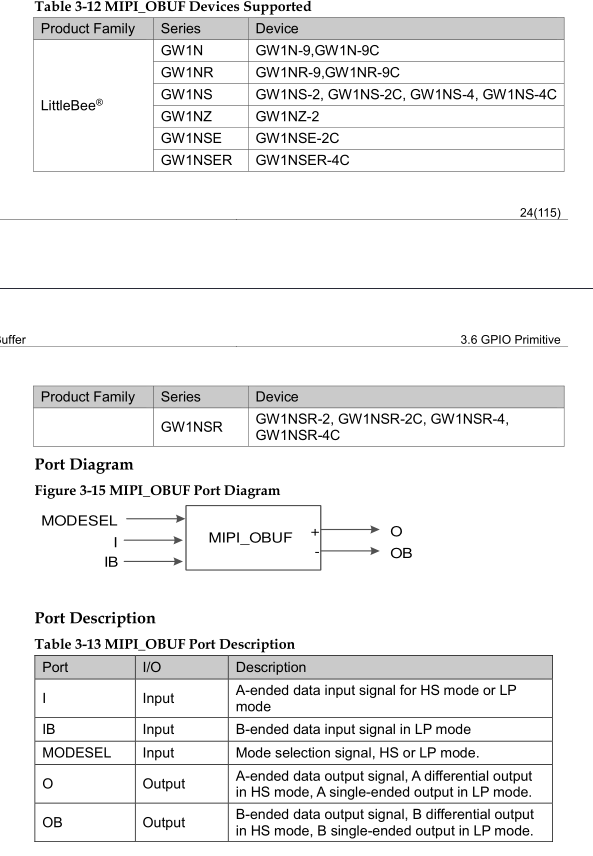 Table 3-12 MIPI_OBUF Devices Supported
Product Family Series Device
LittleBee®
GW1N GW1N-9,GW1N-9C
GW1NR GW1NR-9,GW1NR-9C
GW1NS GW1NS-2, GW1NS-2C, GW1NS-4, GW1NS-4C
GW1NZ GW1NZ-2
GW1NSE GW1NSE-2C
GW1NSER GW1NSER-4C
24(115)
uffer 3.6 GPIO Primitive
Product Family Series Device
GW1NSR GW1NSR-2, GW1NSR-2C, GW1NSR-4,
GW1NSR-4C
Port Diagram
Figure 3-15 MIPI_OBUF Port Diagram
MODESEL
I
IB
MIPI_OBUF
+
-
O
OB
Port Description
Table 3-13 MIPI_OBUF Port Description
Port I/O Description
I Input A-ended data input signal for HS mode or LP
mode
IB Input B-ended data input signal in LP mode
MODESEL Input Mode selection signal, HS or LP mode.
O Output A-ended data output signal, A differential output
in HS mode, A single-ended output in LP mode.
OB Output B-ended data output signal, B differential output
in HS mode, B single-ended output in LP mode.